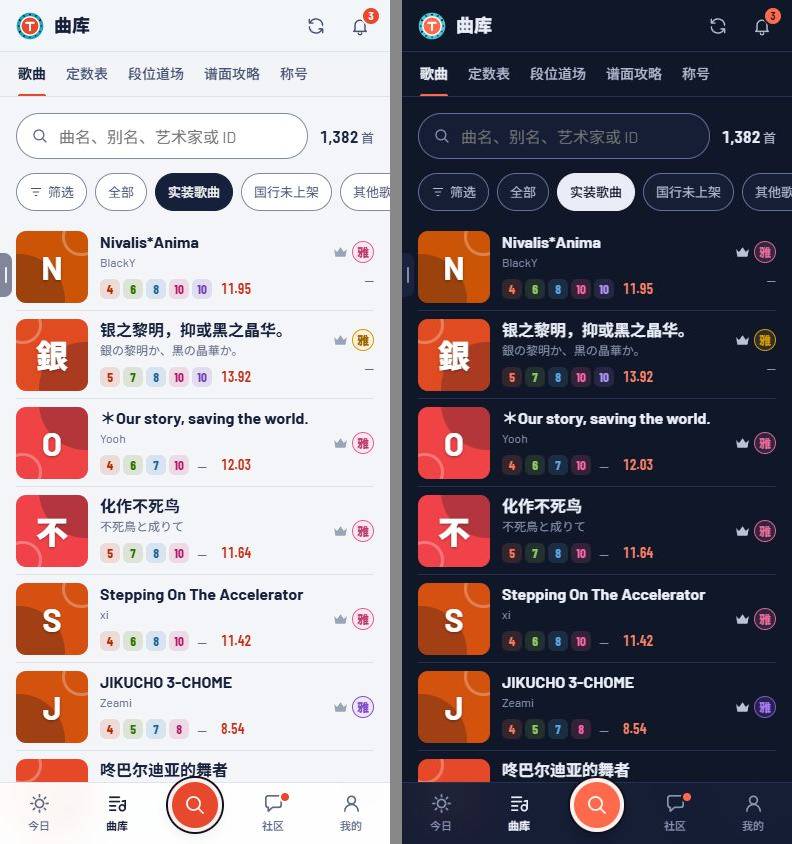 曲库
3
歌曲 定数表 段位道场 谱面攻略 称号
曲名、别名、艺术家或 ID
1,382 首
筛选 全部 实装歌曲 国行未上架 其他歌
N
Nivalis*Anima
BlackY
4 6 8 10 10 11.95
雅
—
銀
银之黎明，抑或黑之晶华。
銀の黎明か、黒の晶華か。
5 7 8 10 10 13.92
雅
—
O
＊Our story, saving the world.
Yooh
4 6 7 10 — 12.03
雅
不
化作不死鸟
不死鳥と成りて
5 7 8 10 — 11.64
雅
S
Stepping On The Accelerator
xi
4 6 8 10 — 11.42
雅
J
JIKUCHO 3-CHOME
Zeami
4 5 7 8 — 8.54
雅
咚巴尔迪亚的舞者
今日 曲库 社区 我的
曲库
3
歌曲 定数表 段位道场 谱面攻略 称号
曲名、别名、艺术家或 ID
1,382 首
筛选 全部 实装歌曲 国行未上架 其他歌
N
Nivalis*Anima
BlackY
4 6 8 10 10 11.95
雅
—
銀
银之黎明，抑或黑之晶华。
銀の黎明か、黒の晶華か。
5 7 8 10 10 13.92
雅
—
O
＊Our story, saving the world.
Yooh
4 6 7 10 — 12.03
雅
不
化作不死鸟
不死鳥と成りて
5 7 8 10 — 11.64
雅
S
Stepping On The Accelerator
xi
4 6 8 10 — 11.42
雅
J
JIKUCHO 3-CHOME
Zeami
4 5 7 8 — 8.54
雅
咚巴尔迪亚的舞者
今日 曲库 社区 我的